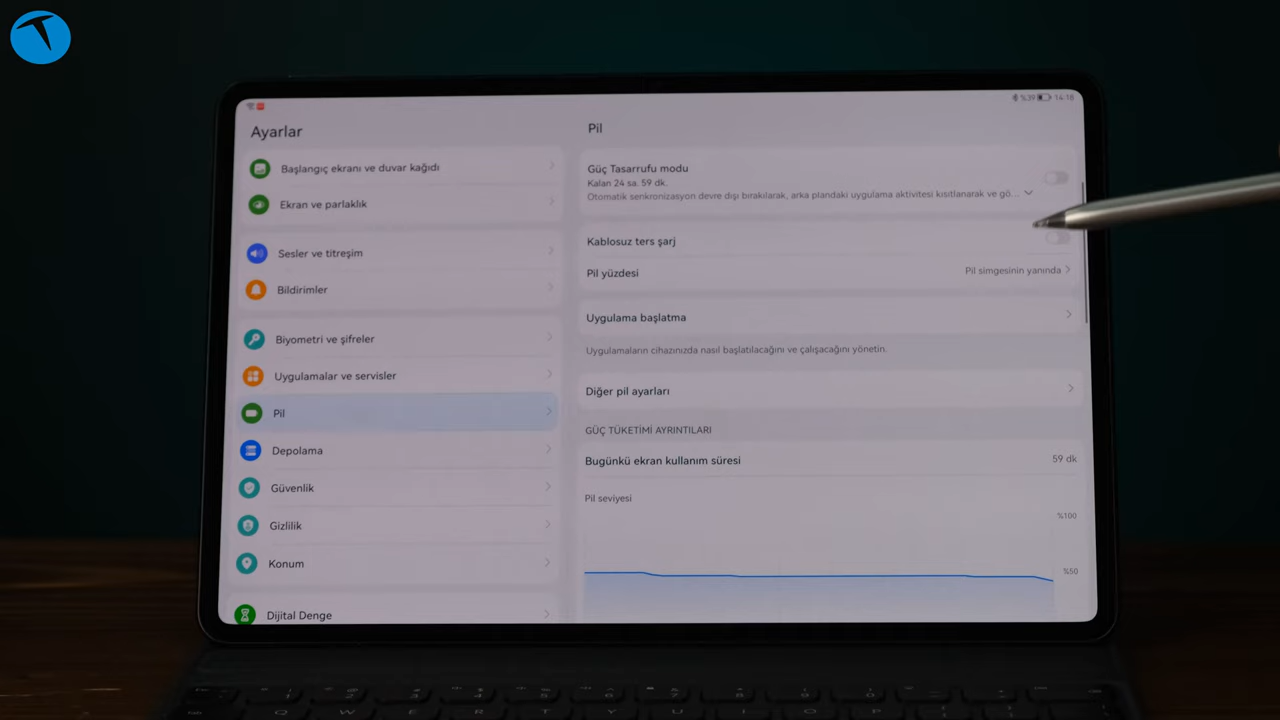 %39 14:18
Ayarlar
Başlangıç ekranı ve duvar kağıdı
Ekran ve parlaklık
Sesler ve titreşim
Bildirimler
Biyometri ve şifreler
Uygulamalar ve servisler
Pil
Depolama
Güvenlik
Gizlilik
Konum
Dijital Denge
Pil
Güç Tasarrufu modu
Kalan 24 sa. 59 dk.
Otomatik senkronizasyon devre dışı bırakılarak, arka plandaki uygulama aktivitesi kısıtlanarak ve gö...
Kablosuz ters şarj
Pil yüzdesi Pil simgesinin yanında
Uygulama başlatma
Uygulamaların cihazınızda nasıl başlatılacağını ve çalışacağını yönetin.
Diğer pil ayarları
GÜÇ TÜKETİMİ AYRINTILARI
Bugünkü ekran kullanım süresi 59 dk
Pil seviyesi
%100
%50